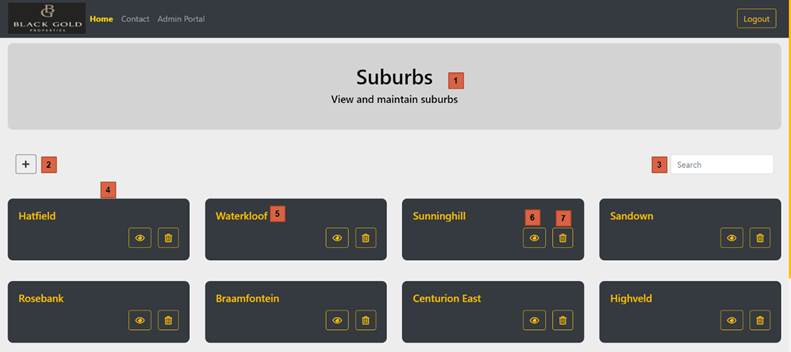 BLACK GOLD
PROPERTIES
Home Contact Admin Portal
Logout
Suburbs 1
View and maintain suburbs
2
3 Search
4
Hatfield
Waterkloof 5
Sunninghill
6 7
Sandown
Rosebank
Braamfontein
Centurion East
Highveld